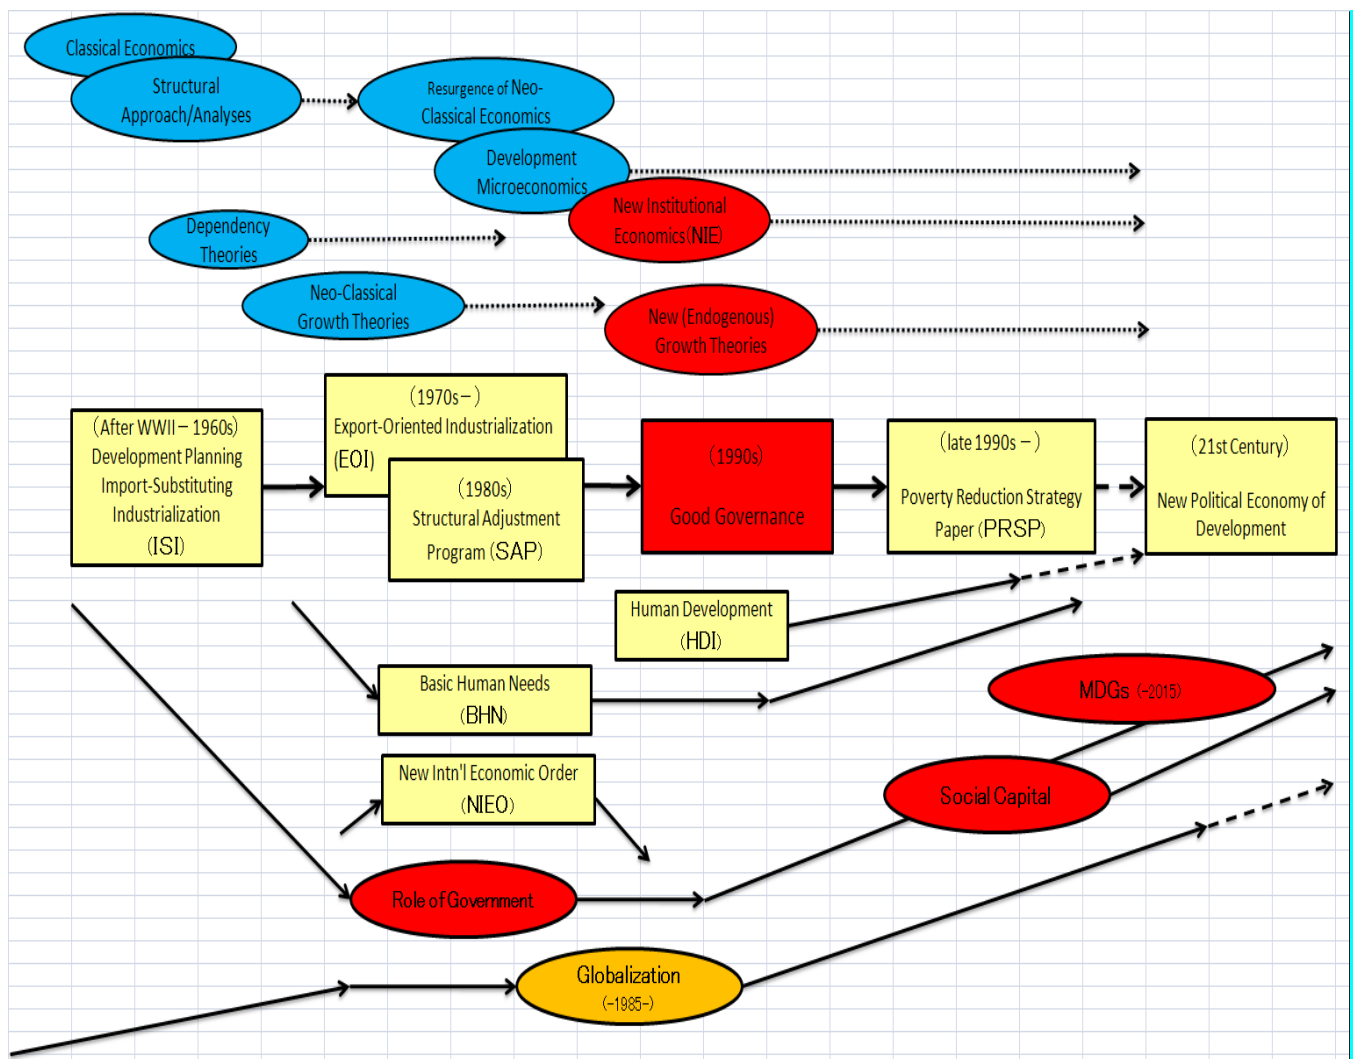 Classical Economics
Structural
Approach/Analyses
Resurgence of Neo-
Classical Economics
Development
Microeconomics
New Institutional
Economics(NIE)
Dependency
Theories
Neo-Classical
Growth Theories
New (Endogenous)
Growth Theories
(After WWII－1960s)
Development Planning
Import-Substituting
Industrialization
(ISI)
(1970s－)
Export-Oriented Industrialization
(EOI)
(1980s)
Structural Adjustment
Program (SAP)
(1990s)
Good Governance
(late 1990s－)
Poverty Reduction Strategy
Paper (PRSP)
(21st Century)
New Political Economy of
Development
Human Development
(HDI)
Basic Human Needs
(BHN)
New Intn'l Economic Order
(NIEO)
MDGs (-2015)
Social Capital
Role of Government
Globalization
(-1985-)